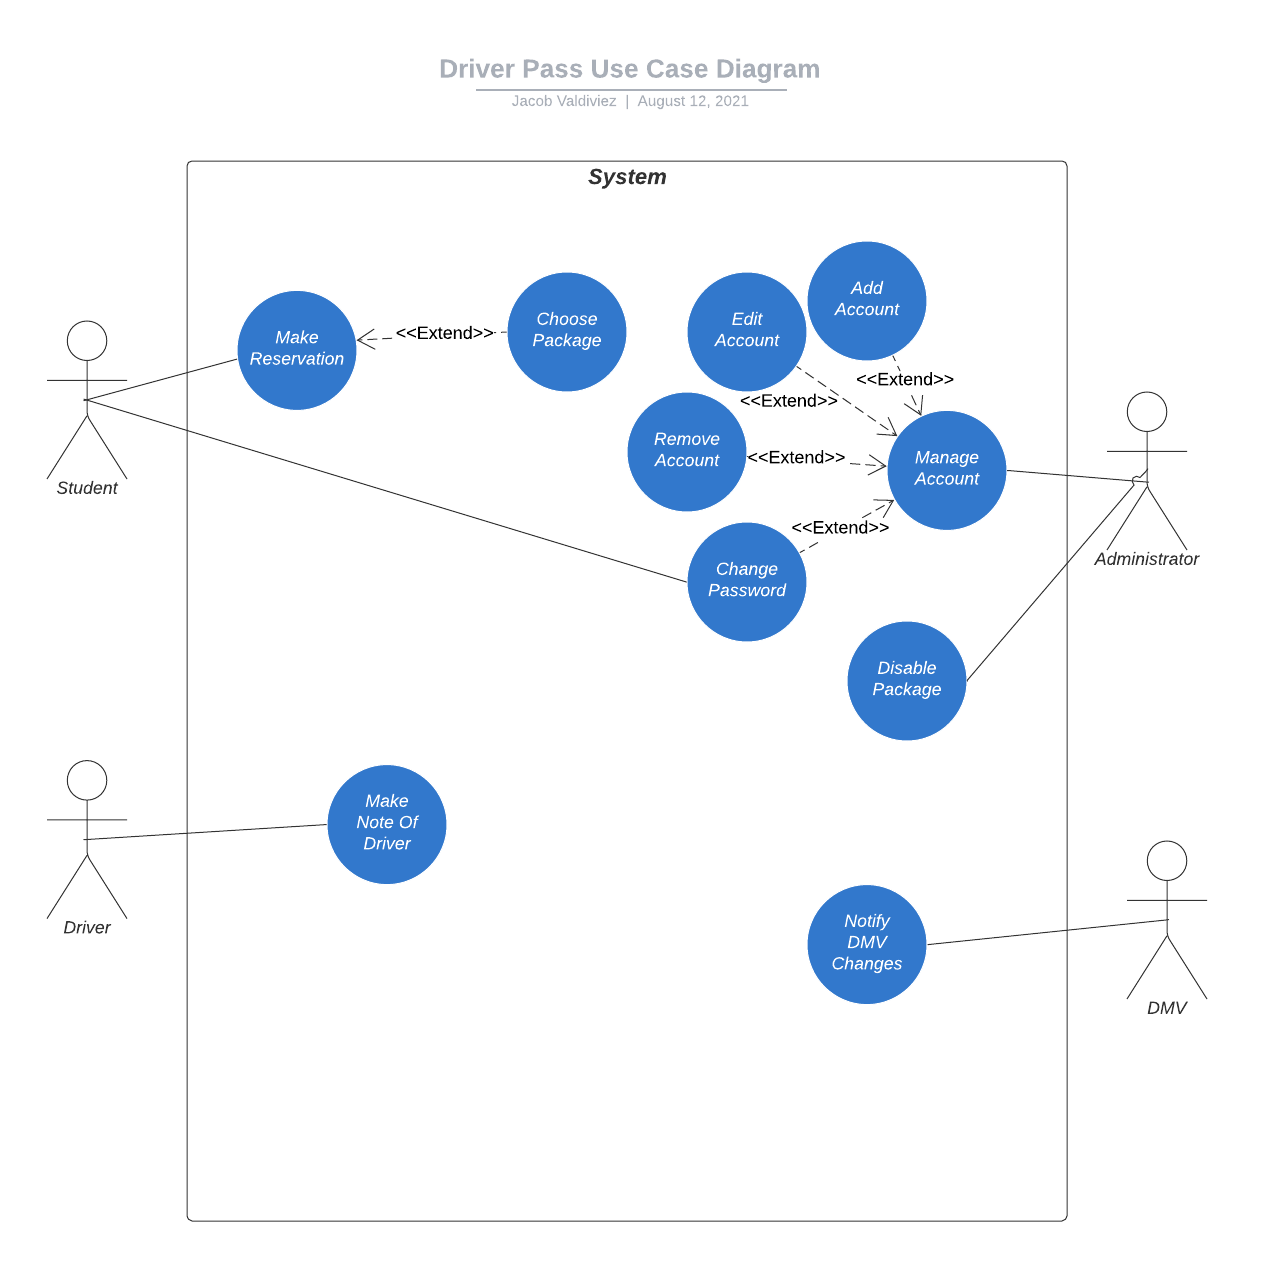 Driver Pass Use Case Diagram
Jacob Valdiviez | August 12, 2021
System
Make
Reservation
<<Extend>>
Choose
Package
Edit
Account
Add
Account
<<Extend>>
<<Extend>>
Remove
Account
<<Extend>>
Manage
Account
<<Extend>>
Change
Password
Student
Administrator
Disable
Package
Make
Note Of
Driver
Driver
Notify
DMV
Changes
DMV